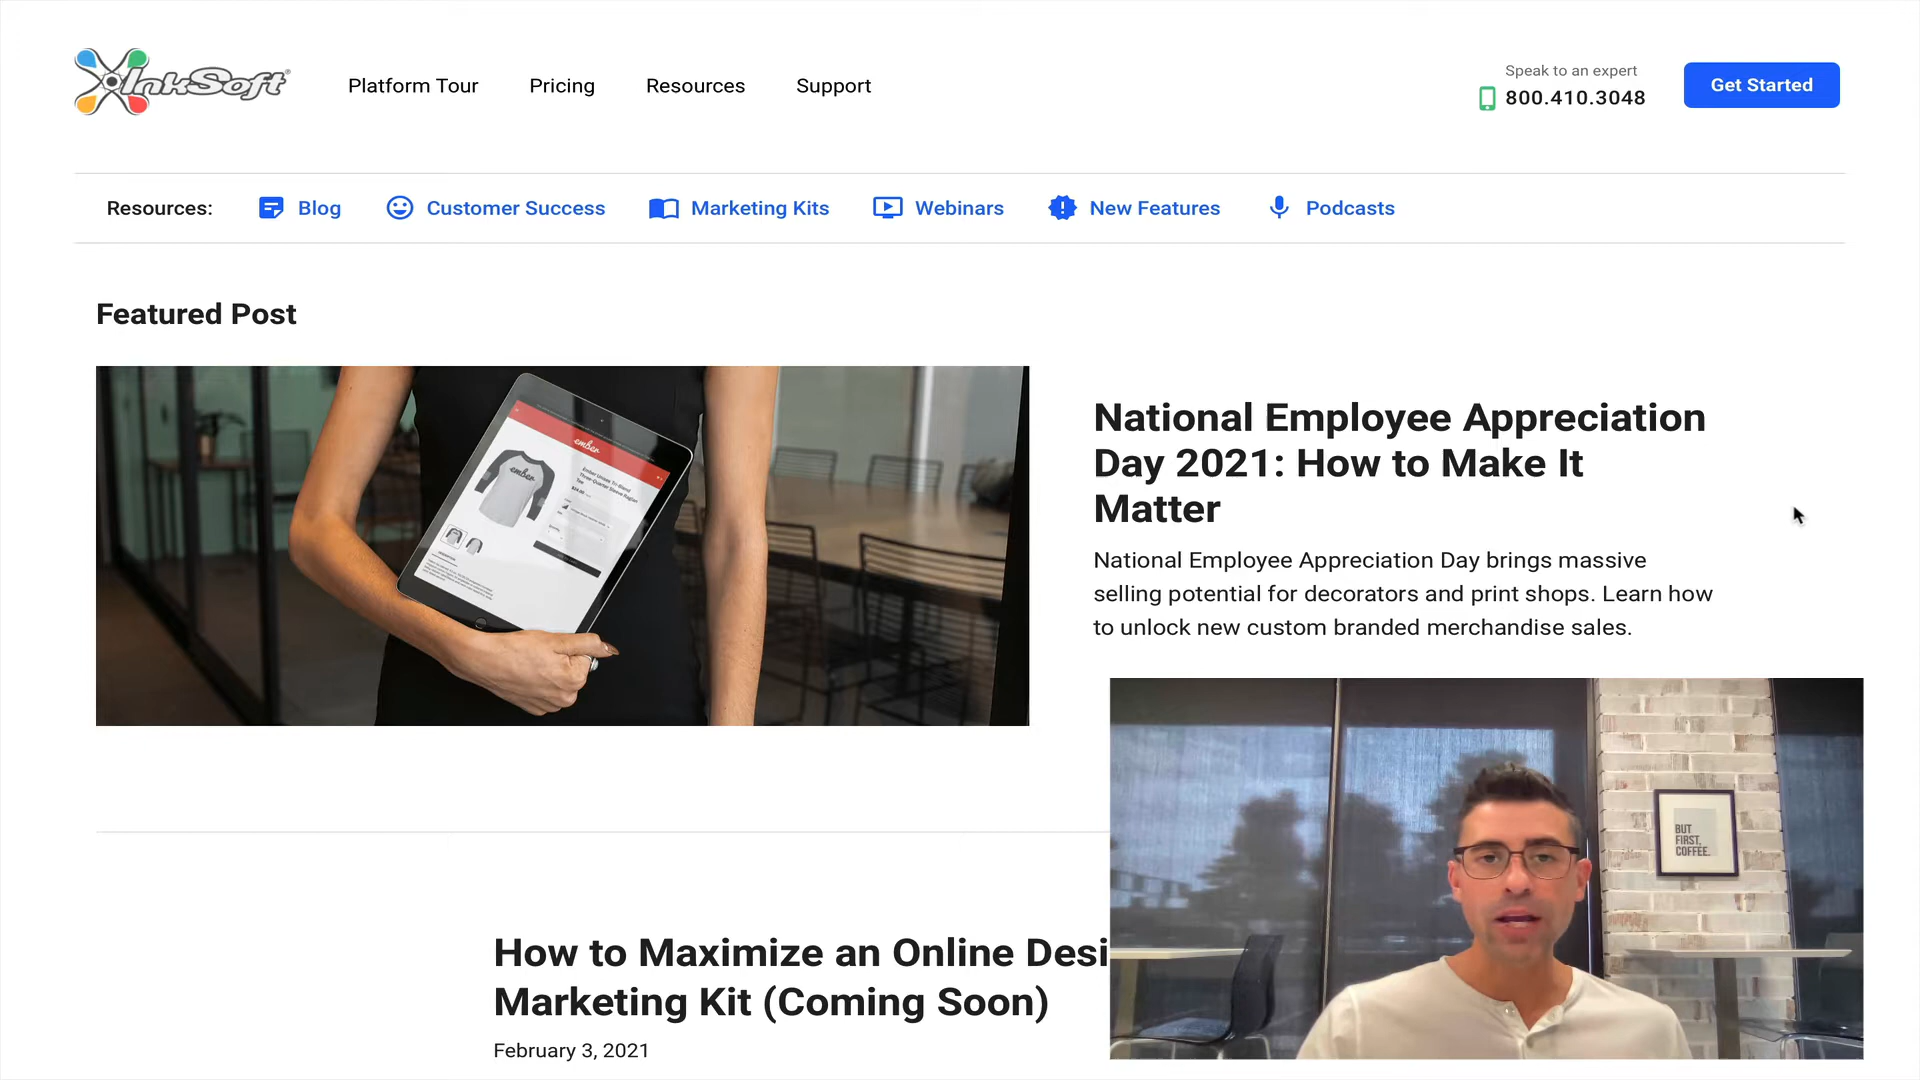 InkSoft
Platform Tour
Pricing
Resources
Support
Speak to an expert
800.410.3048
Get Started
Resources:
Blog
Customer Success
Marketing Kits
Webinars
New Features
Podcasts
Featured Post
ember
ember
National Employee Appreciation
Day 2021: How to Make It
Matter
National Employee Appreciation Day brings massive
selling potential for decorators and print shops. Learn how
to unlock new custom branded merchandise sales.
BUT
FIRST,
COFFEE.
How to Maximize an Online Desi
Marketing Kit (Coming Soon)
February 3, 2021